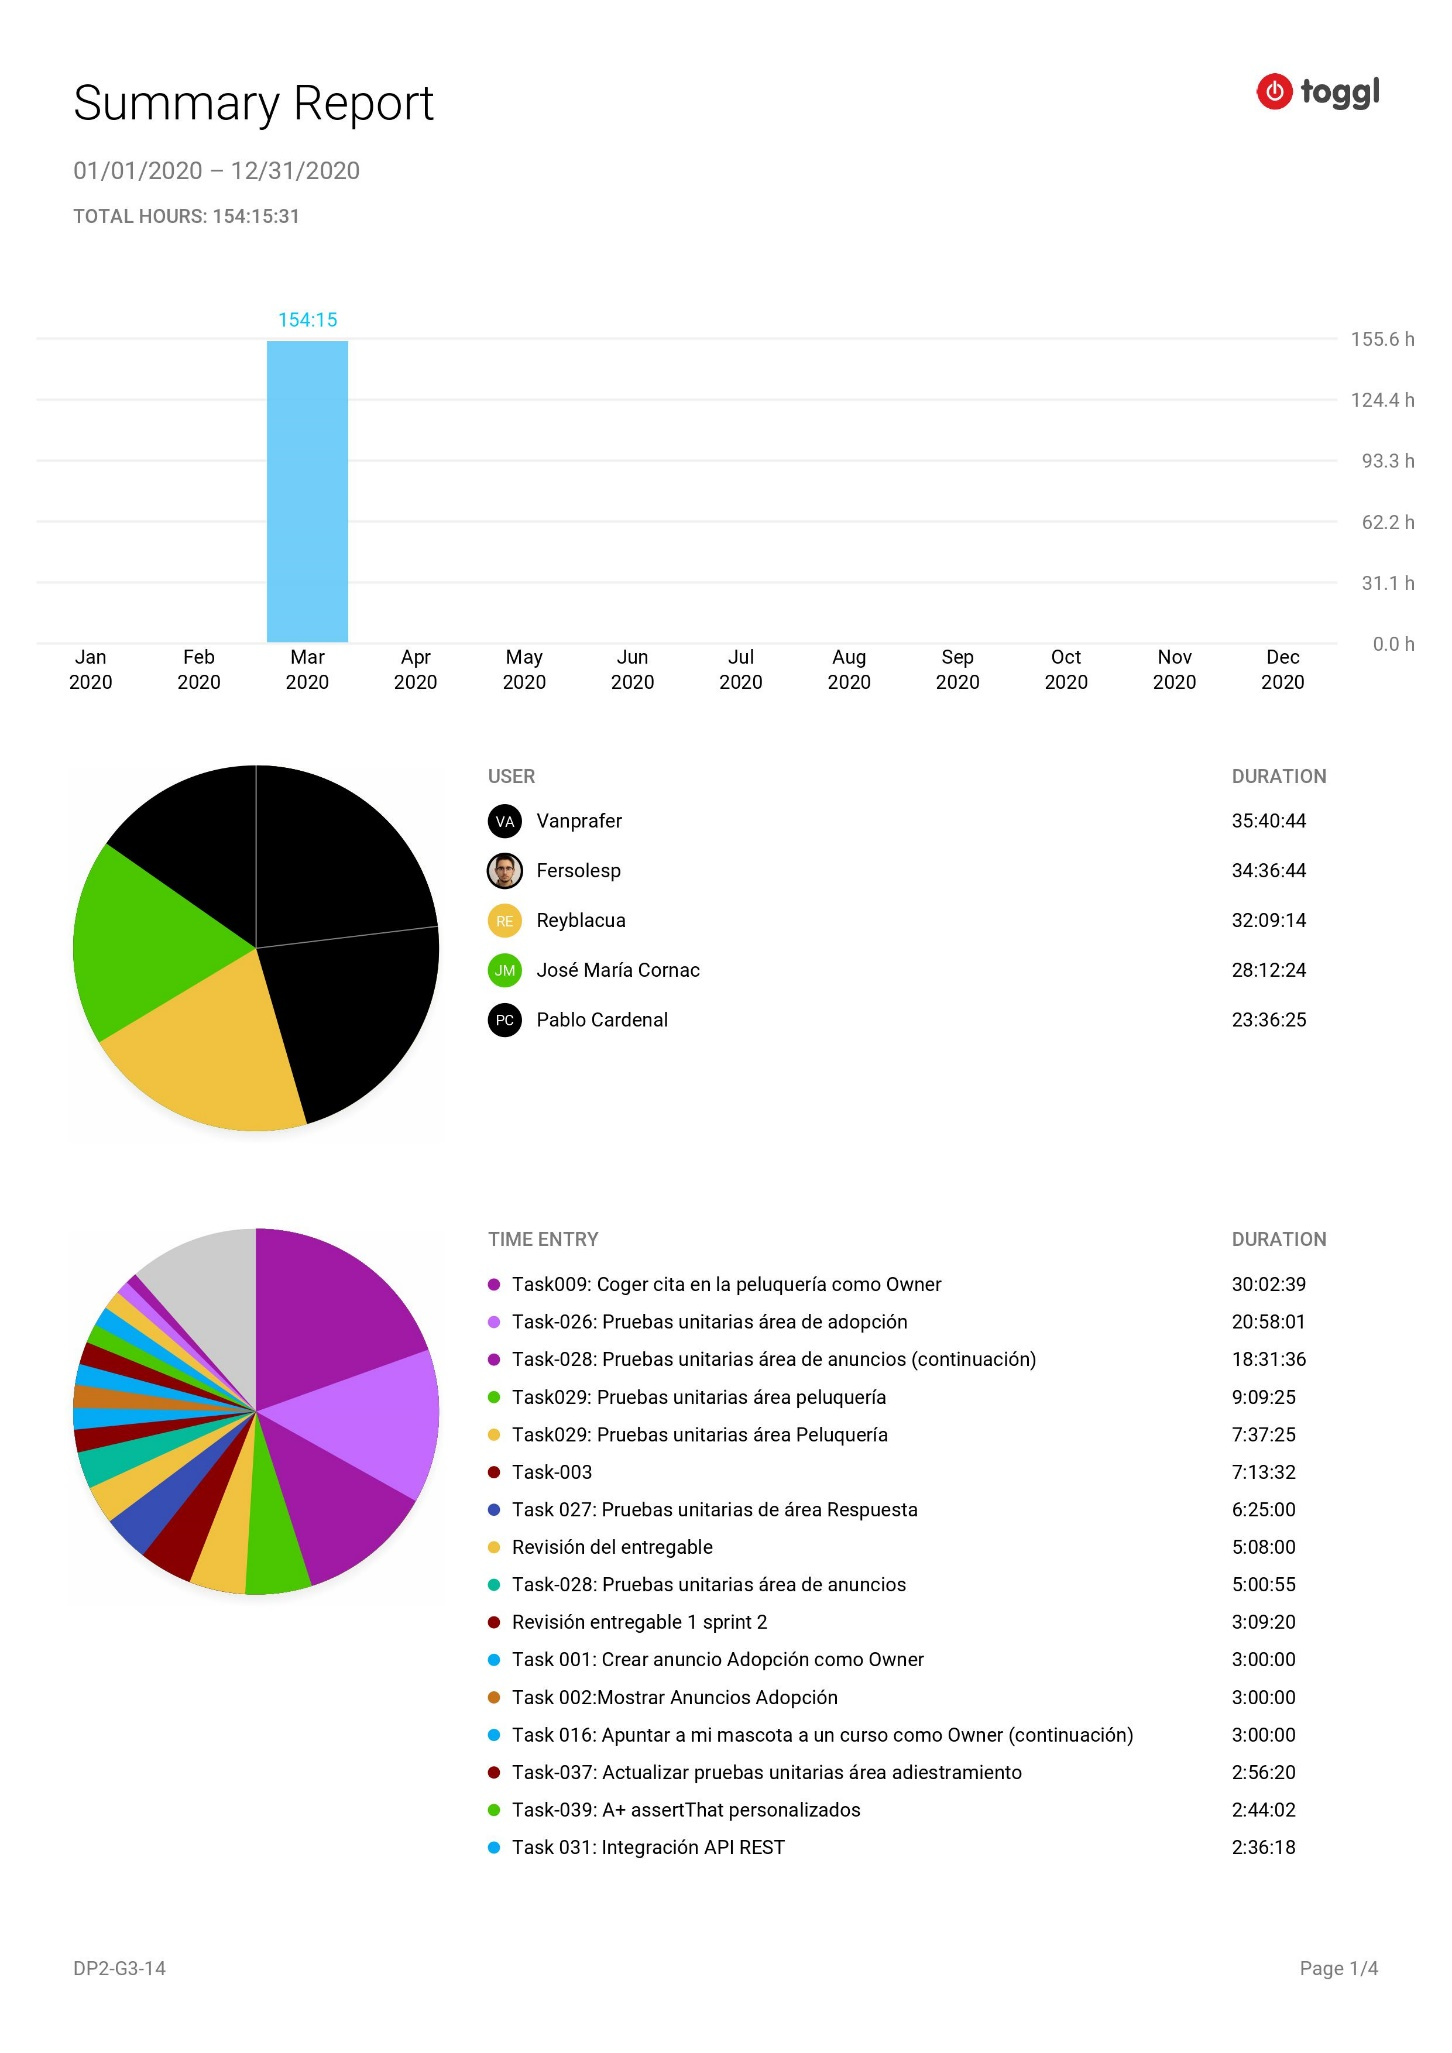 Summary Report
toggl
01/01/2020 – 12/31/2020
TOTAL HOURS: 154:15:31
154:15
155.6 h
124.4 h
93.3 h
62.2 h
31.1 h
0.0 h
Jan Feb Mar Apr May Jun Jul Aug Sep Oct Nov Dec
2020 2020 2020 2020 2020 2020 2020 2020 2020 2020 2020 2020
USER DURATION
VA Vanprafer 35:40:44
Fersolesp 34:36:44
RE Reyblacua 32:09:14
JM José María Cornac 28:12:24
PC Pablo Cardenal 23:36:25
TIME ENTRY DURATION
Task009: Coger cita en la peluquería como Owner 30:02:39
Task-026: Pruebas unitarias área de adopción 20:58:01
Task-028: Pruebas unitarias área de anuncios (continuación) 18:31:36
Task029: Pruebas unitarias área peluquería 9:09:25
Task029: Pruebas unitarias área Peluquería 7:37:25
Task-003 7:13:32
Task 027: Pruebas unitarias de área Respuesta 6:25:00
Revisión del entregable 5:08:00
Task-028: Pruebas unitarias área de anuncios 5:00:55
Revisión entregable 1 sprint 2 3:09:20
Task 001: Crear anuncio Adopción como Owner 3:00:00
Task 002:Mostrar Anuncios Adopción 3:00:00
Task 016: Apuntar a mi mascota a un curso como Owner (continuación) 3:00:00
Task-037: Actualizar pruebas unitarias área adiestramiento 2:56:20
Task-039: A+ assertThat personalizados 2:44:02
Task 031: Integración API REST 2:36:18
DP2-G3-14 Page 1/4